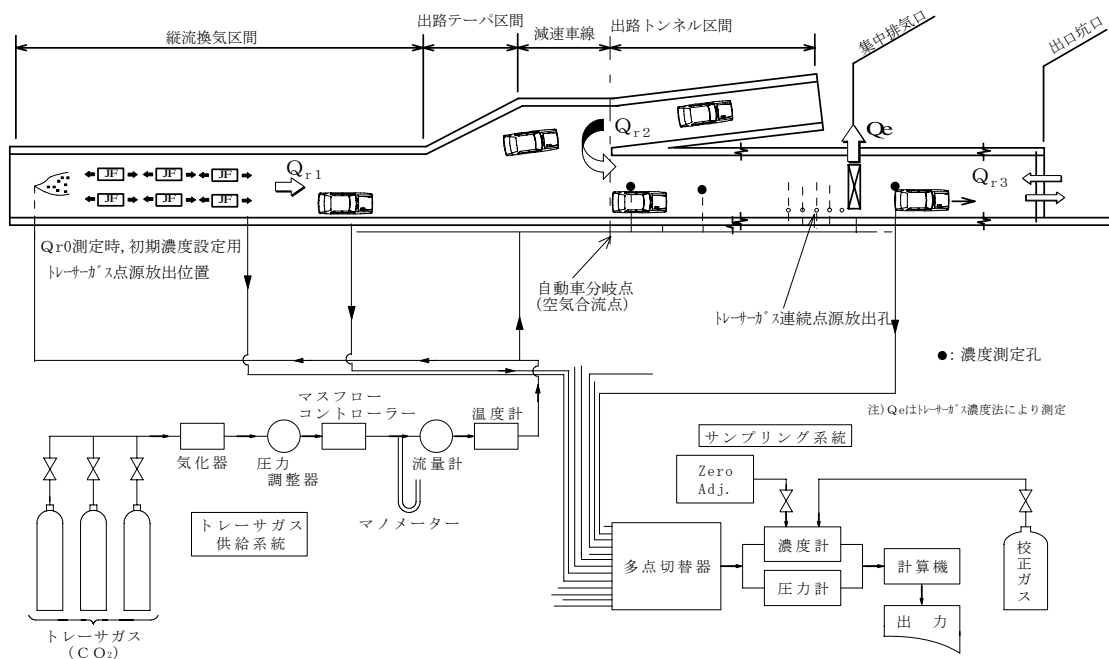 出路テーパ区間
減速車線
出路トンネル区間
縦流換気区間
集中排気口
出口坑口
Qr2
Qe
JF JF JF
JF JF JF
Qr1
Qr3
Qr0測定時,初期濃度設定用
トレーサーガス点源放出位置
自動車分岐点
(空気合流点)
トレーサーガス連続点源放出孔
●: 濃度測定孔
注)Qeはトレーサーガス濃度法により測定
マスフロー
コントローラー
温度計
気化器
圧力
調整器
流量計
マノメーター
トレーサガス
供給系統
トレーサガス
(CO₂)
サンプリング系統
Zero
Adj.
多点切替器
濃度計
圧力計
計算機
出 力
校正ガス